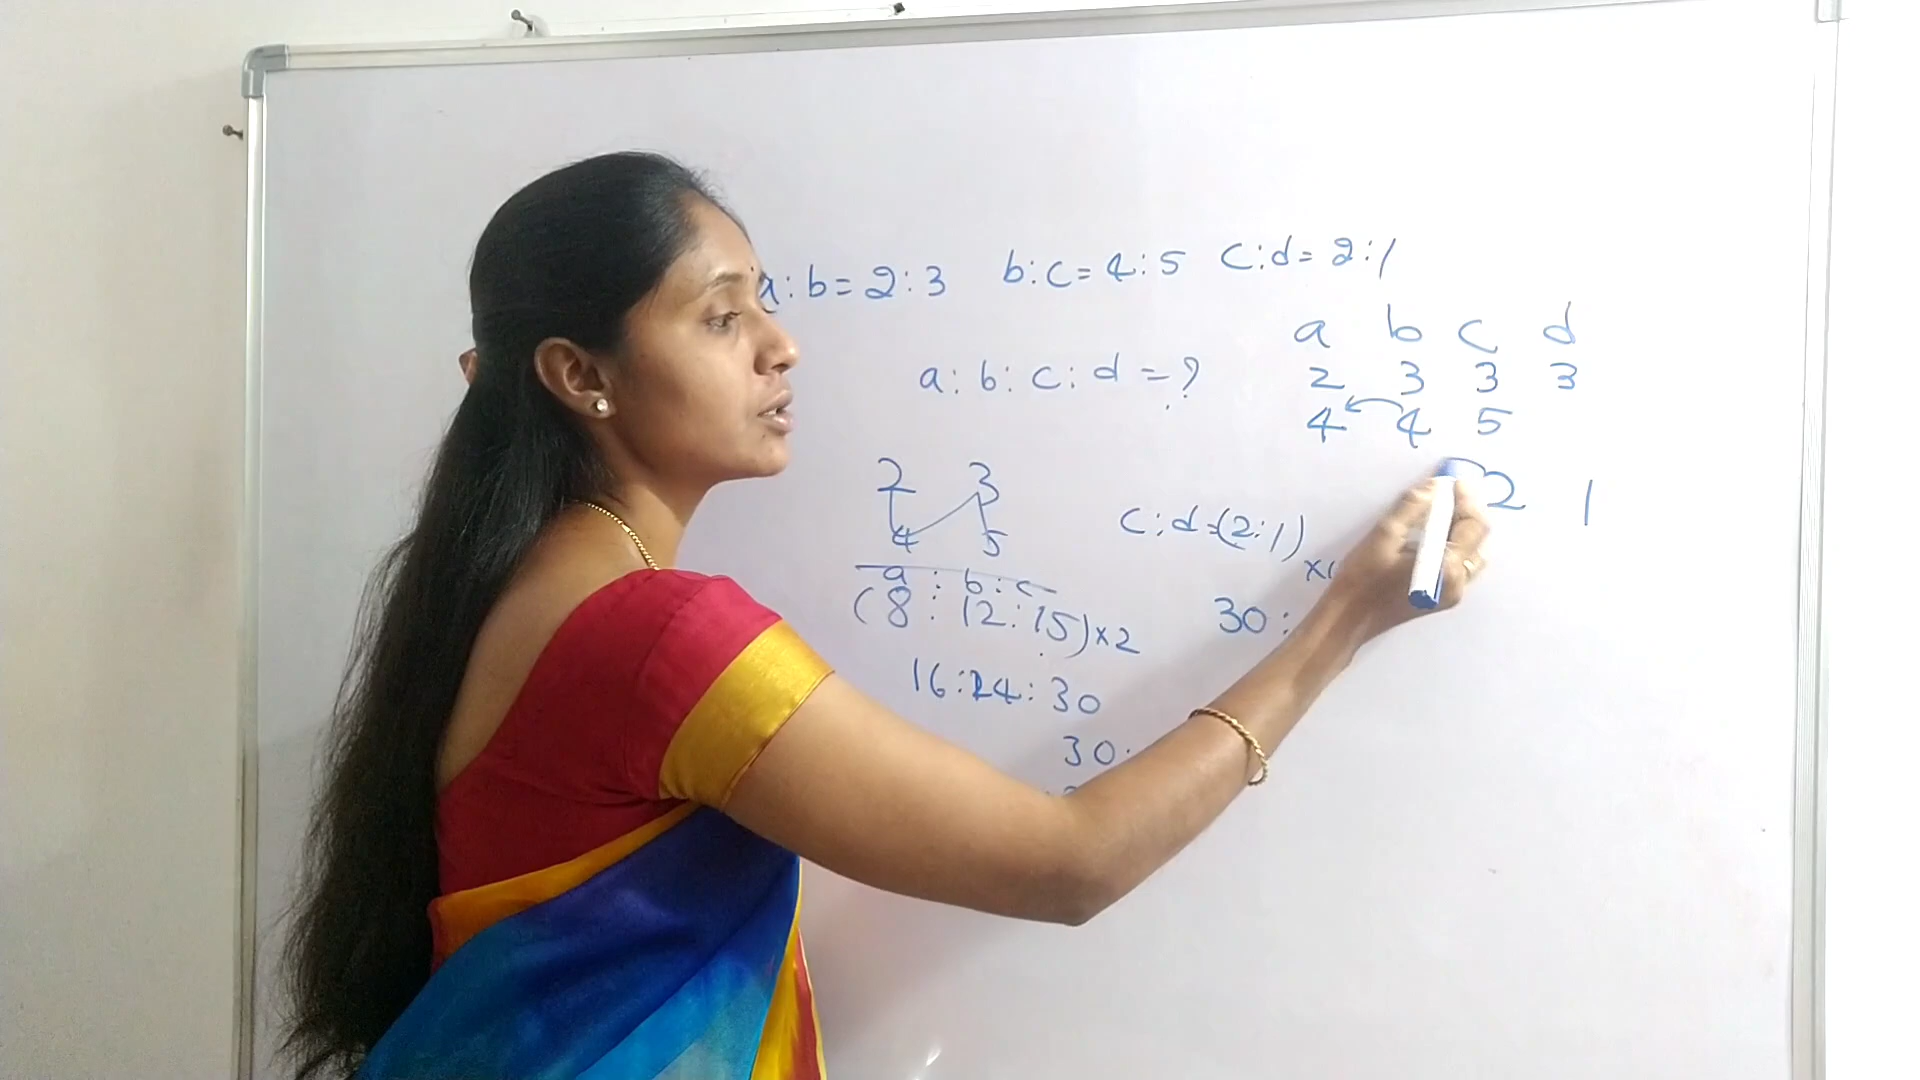 a:b=2:3 b:c=4:5 c:d=2:1
a:b:c:d=?
a b c d
2 3 3 3
4 4 5
2 1
2 3
4 5
a:b:c
(8:12:15)×2
16:24:30
30:
c:d=(2:1)
30: